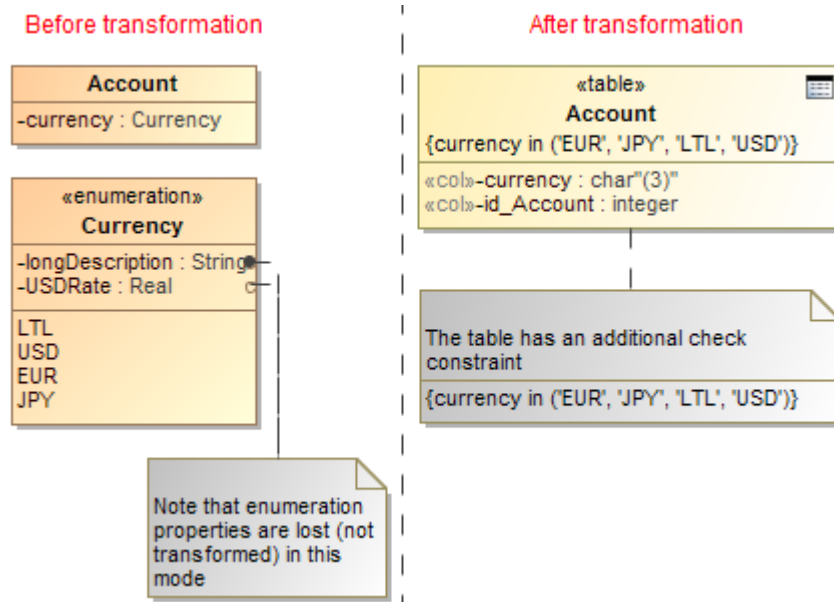 Before transformation
After transformation
Account
-currency : Currency
«enumeration»
Currency
-longDescription : String
-USDRate : Real
LTL
USD
EUR
JPY
Note that enumeration
properties are lost (not
transformed) in this
mode
«table»
Account
{currency in ('EUR', 'JPY', 'LTL', 'USD')}
«col»-currency : char"(3)"
«col»-id_Account : integer
The table has an additional check
constraint
{currency in ('EUR', 'JPY', 'LTL', 'USD')}